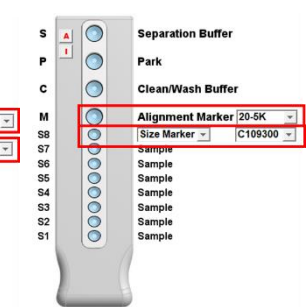 S A Separation Buffer
I
P Park
C Clean/Wash Buffer
M Alignment Marker 20-5K
S8 Size Marker C109300
S7 Sample
S6 Sample
S5 Sample
S4 Sample
S3 Sample
S2 Sample
S1 Sample